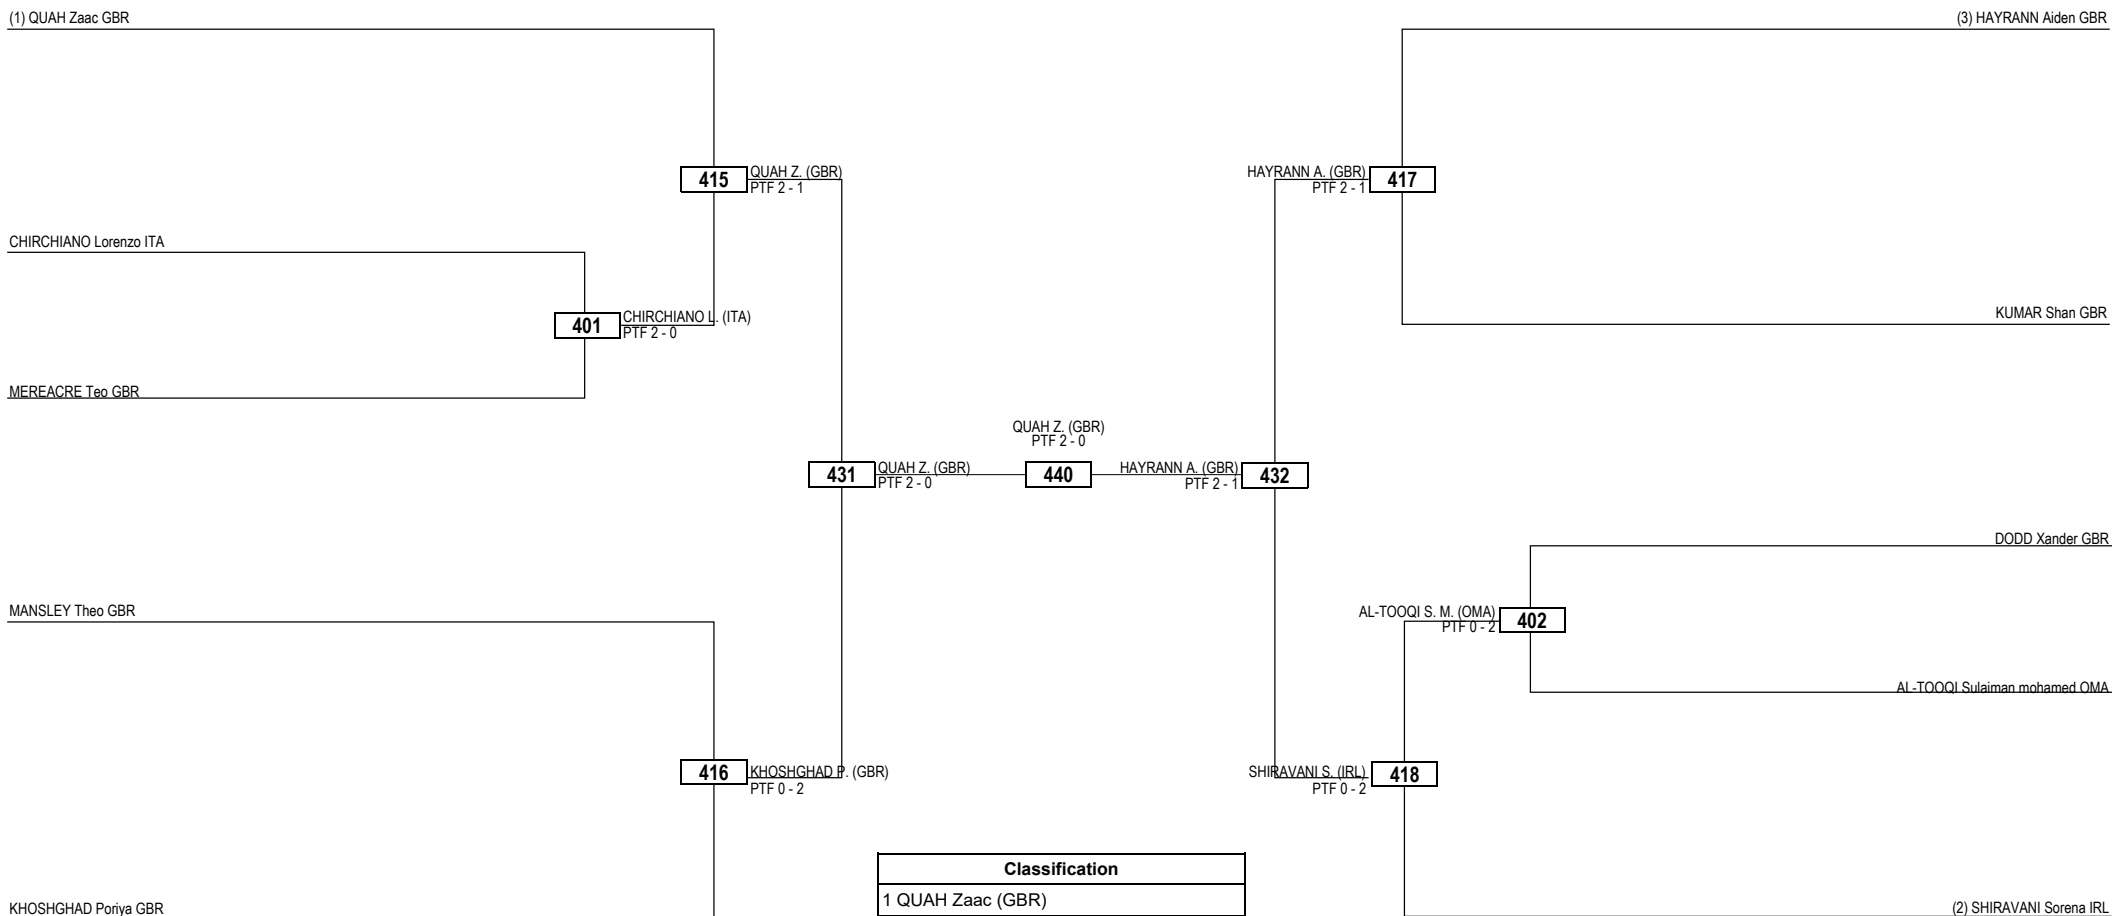 (1) QUAH Zaac GBR
(3) HAYRANN Aiden GBR
415
QUAH Z. (GBR)
PTF 2 - 1
HAYRANN A. (GBR)
PTF 2 - 1
417
CHIRCHIANO Lorenzo ITA
401
CHIRCHIANO L. (ITA)
PTF 2 - 0
KUMAR Shan GBR
MEREACRE Teo GBR
QUAH Z. (GBR)
PTF 2 - 0
431
QUAH Z. (GBR)
PTF 2 - 0
440
HAYRANN A. (GBR)
PTF 2 - 1
432
DODD Xander GBR
MANSLEY Theo GBR
AL-TOOQI S. M. (OMA)
PTF 0 - 2
402
AL-TOOQI Sulaiman mohamed OMA
416
KHOSHGHAD P. (GBR)
PTF 0 - 2
SHIRAVANI S. (IRL)
PTF 0 - 2
418
Classification
1 QUAH Zaac (GBR)
KHOSHGHAD Poriya GBR
(2) SHIRAVANI Sorena IRL